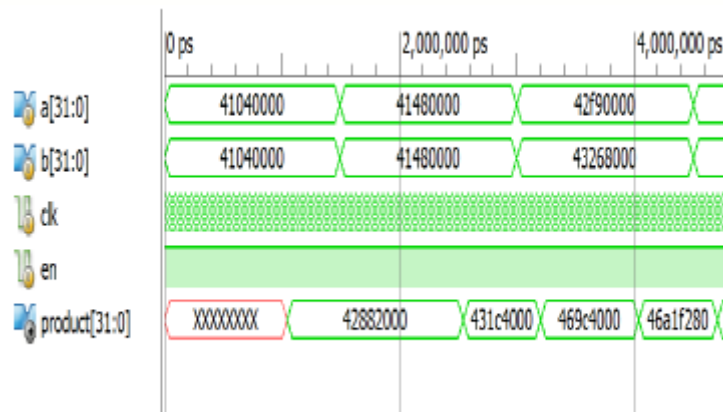 0 ps 2,000,000 ps 4,000,000 ps
a[31:0] 41040000 41480000 42f90000
b[31:0] 41040000 41480000 43268000
clk
en
product[31:0] XXXXXXXX 42882000 431c4000 469c4000 46a1f280